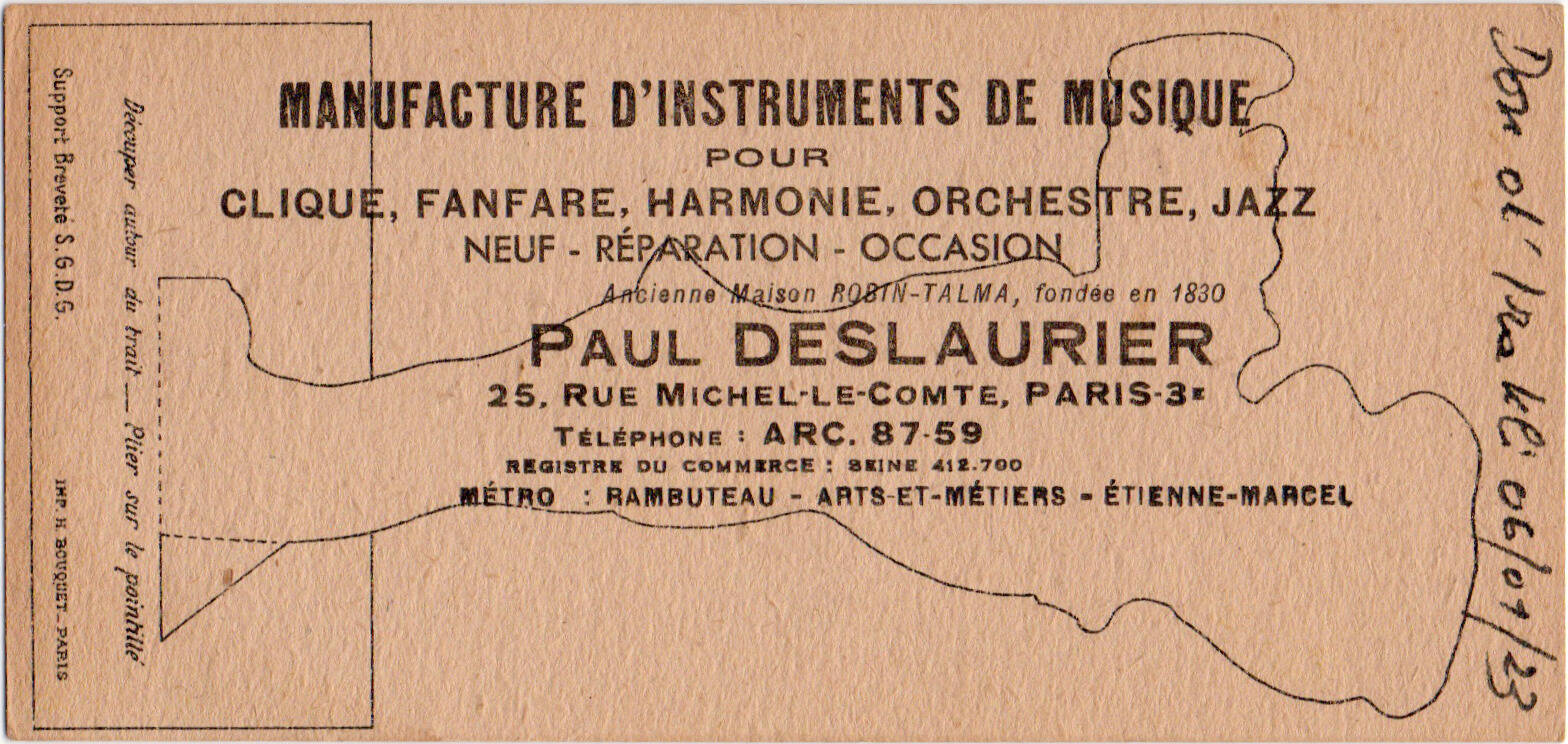 MANUFACTURE D'INSTRUMENTS DE MUSIQUE
POUR
CLIQUE, FANFARE, HARMONIE, ORCHESTRE, JAZZ
NEUF - RÉPARATION - OCCASION
Ancienne Maison ROBIN-TALMA, fondée en 1830
PAUL DESLAURIER
25, RUE MICHEL-LE-COMTE, PARIS-3E
TÉLÉPHONE : ARC. 87-59
REGISTRE DU COMMERCE : SEINE 412.700
MÉTRO : RAMBUTEAU - ARTS-ET-MÉTIERS - ÉTIENNE-MARCEL
Découper autour du trait — Plier sur le pointillé
Support Breveté S.G.D.G.
IMP. H. BOUQUET - PARIS
Don 06/01/23